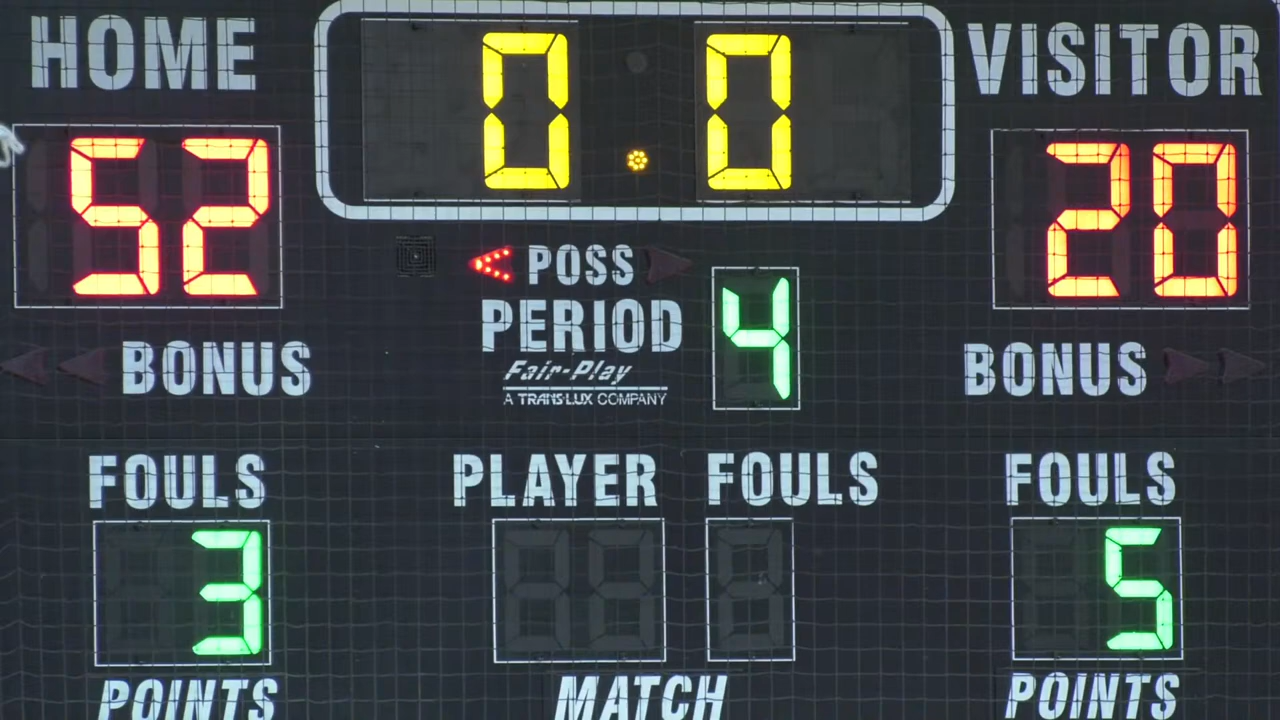 HOME 0.0 VISITOR
52 20
POSS
PERIOD 4
BONUS BONUS
Fair-Play
A TRANS-LUX COMPANY
FOULS PLAYER FOULS FOULS
3 5
POINTS MATCH POINTS